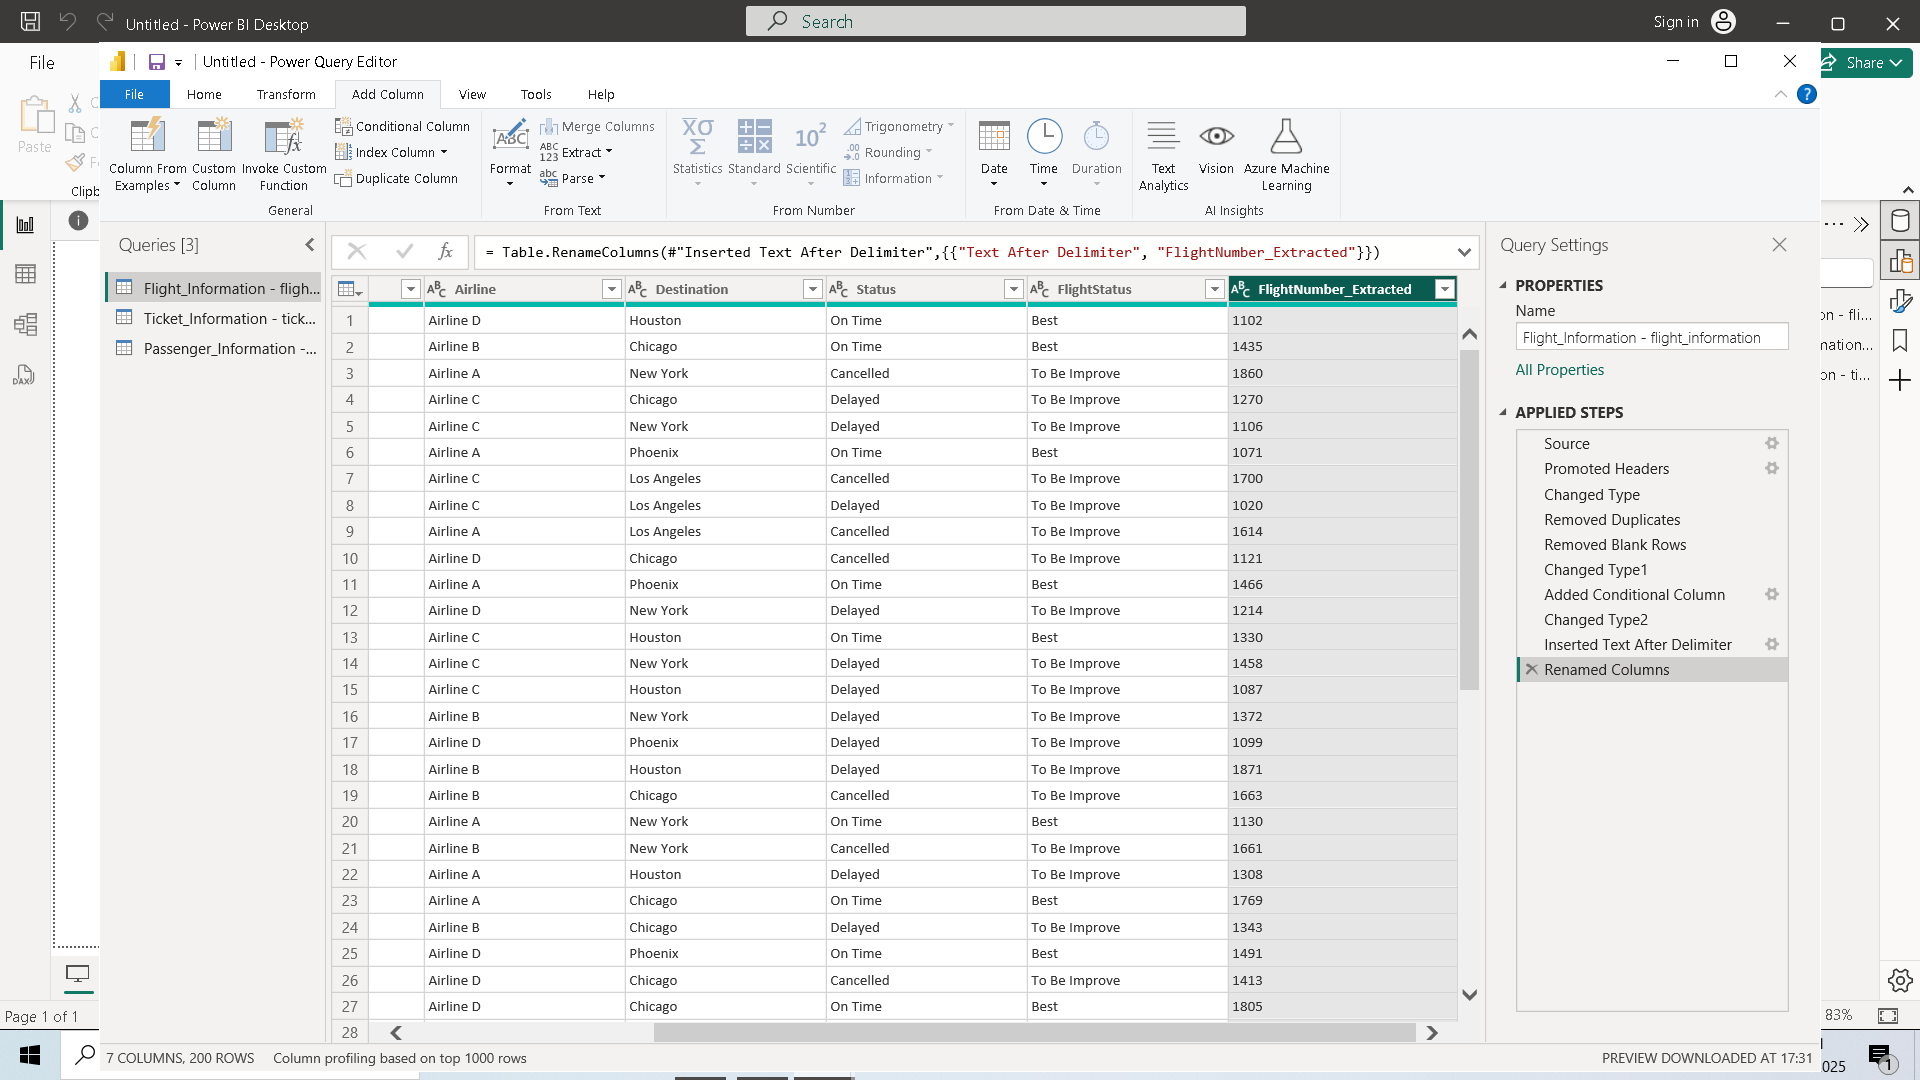 Untitled - Power BI Desktop
Search
Sign in
File
Untitled - Power Query Editor
Share
File
Home
Transform
Add Column
View
Tools
Help
?
Paste
Column From Examples
Custom Column
Invoke Custom Function
Conditional Column
Index Column
Duplicate Column
General
ABC
Format
Merge Columns
ABC 123 Extract
abc Parse
From Text
Statistics
Standard
10² Scientific
Trigonometry
Rounding
Information
From Number
Date
Time
Duration
From Date & Time
Text Analytics
Vision
Azure Machine Learning
AI Insights
Queries [3]
Flight_Information - fligh...
Ticket_Information - tick...
Passenger_Information -...
fx
= Table.RenameColumns(#"Inserted Text After Delimiter",{{"Text After Delimiter", "FlightNumber_Extracted"}})
ABC Airline ABC Destination ABC Status ABC FlightStatus ABC FlightNumber_Extracted
1 Airline D Houston On Time Best 1102
2 Airline B Chicago On Time Best 1435
3 Airline A New York Cancelled To Be Improve 1860
4 Airline C Chicago Delayed To Be Improve 1270
5 Airline C New York Delayed To Be Improve 1106
6 Airline A Phoenix On Time Best 1071
7 Airline C Los Angeles Cancelled To Be Improve 1700
8 Airline C Los Angeles Delayed To Be Improve 1020
9 Airline A Los Angeles Cancelled To Be Improve 1614
10 Airline D Chicago Cancelled To Be Improve 1121
11 Airline A Phoenix On Time Best 1466
12 Airline D New York Delayed To Be Improve 1214
13 Airline C Houston On Time Best 1330
14 Airline C New York Delayed To Be Improve 1458
15 Airline C Houston Delayed To Be Improve 1087
16 Airline B New York Delayed To Be Improve 1372
17 Airline D Phoenix Delayed To Be Improve 1099
18 Airline B Houston Delayed To Be Improve 1871
19 Airline B Chicago Cancelled To Be Improve 1663
20 Airline A New York On Time Best 1130
21 Airline B New York Cancelled To Be Improve 1661
22 Airline A Houston Delayed To Be Improve 1308
23 Airline A Chicago On Time Best 1769
24 Airline B Chicago Delayed To Be Improve 1343
25 Airline D Phoenix On Time Best 1491
26 Airline D Chicago Cancelled To Be Improve 1413
27 Airline D Chicago On Time Best 1805
28
Query Settings
PROPERTIES
Name
Flight_Information - flight_information
All Properties
APPLIED STEPS
Source
Promoted Headers
Changed Type
Removed Duplicates
Removed Blank Rows
Changed Type1
Added Conditional Column
Changed Type2
Inserted Text After Delimiter
Renamed Columns
on - fli...
mation...
on - ti...
Clipb
DAX
Page 1 of 1
83%
7 COLUMNS, 200 ROWS
Column profiling based on top 1000 rows
PREVIEW DOWNLOADED AT 17:31
025
1